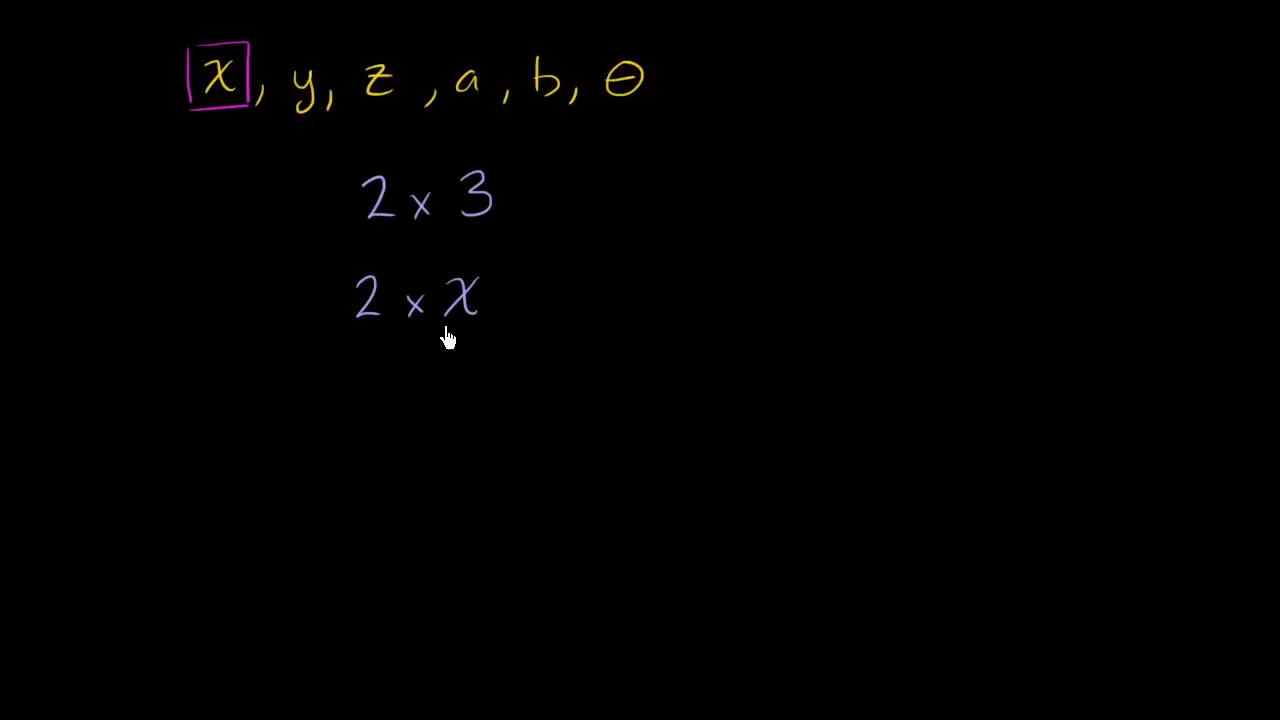 x, y, z, a, b, θ
2 × 3
2 × x